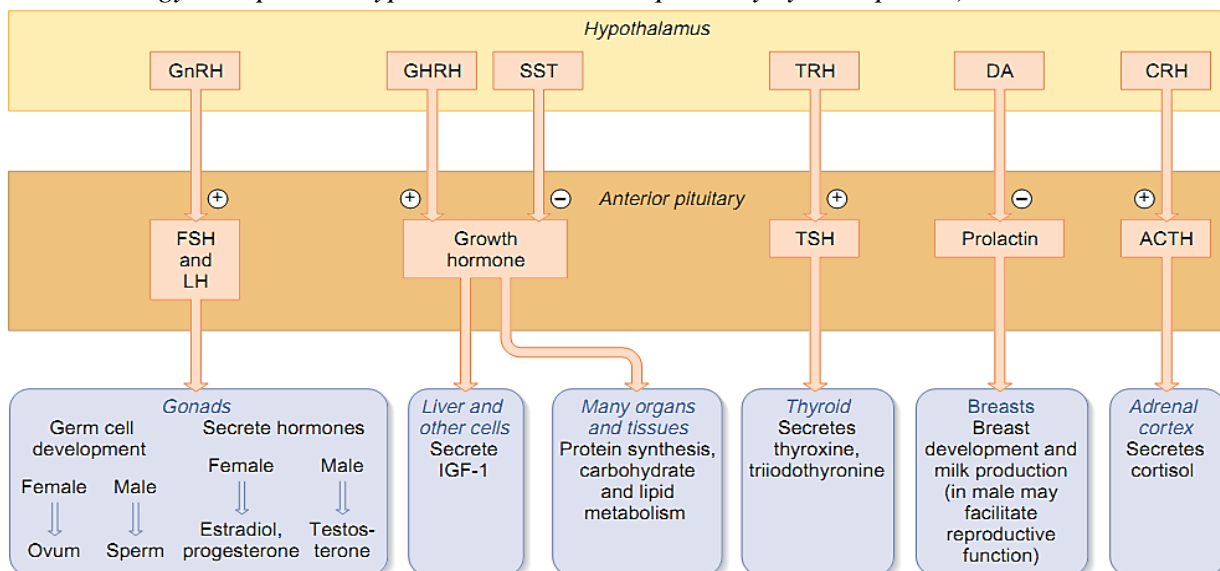 Hypothalamus
GnRH
GHRH
SST
TRH
DA
CRH
+
+
−
Anterior pituitary
+
−
+
FSH
and
LH
Growth
hormone
TSH
Prolactin
ACTH
Gonads
Germ cell
development
Secrete hormones
Female
Male
Female
Male
Ovum
Sperm
Estradiol,
progesterone
Testos-
terone
Liver and
other cells
Secrete
IGF-1
Many organs
and tissues
Protein synthesis,
carbohydrate
and lipid
metabolism
Thyroid
Secretes
thyroxine,
triiodothyronine
Breasts
Breast
development and
milk production
(in male may
facilitate
reproductive
function)
Adrenal
cortex
Secretes
cortisol